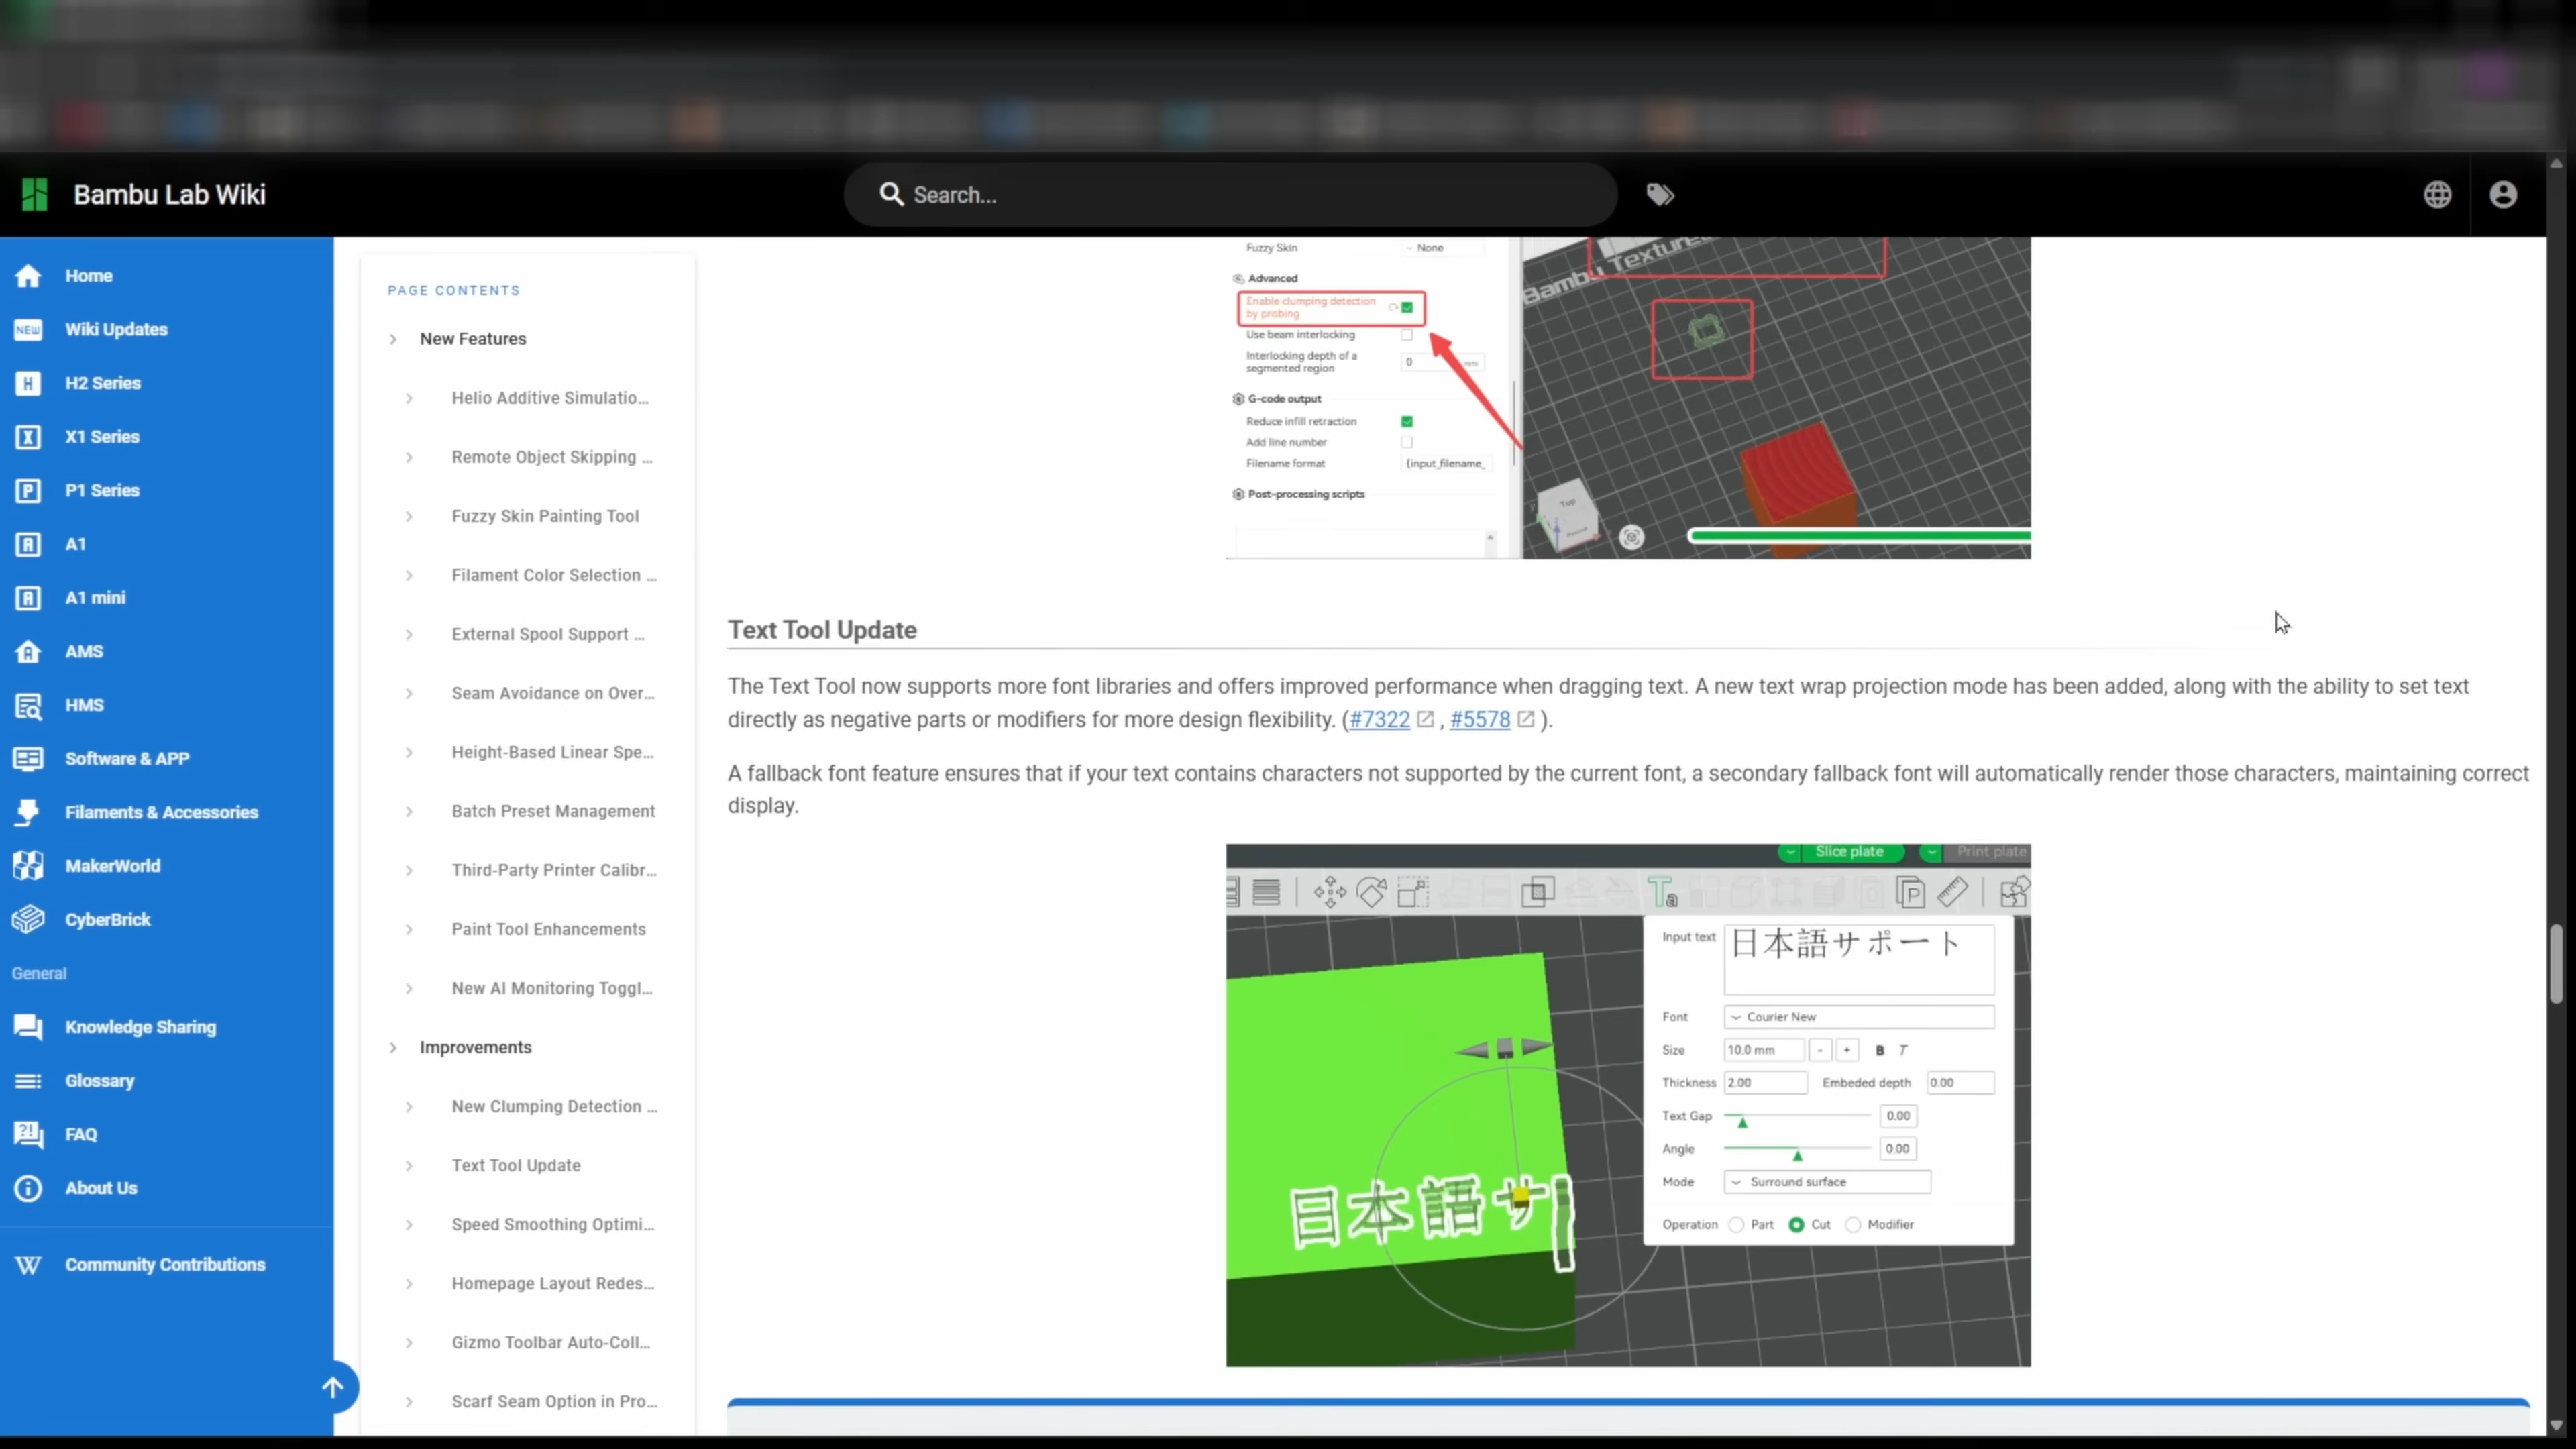 Bambu Lab Wiki
Search...
Home
Wiki Updates
H2 Series
X1 Series
P1 Series
A1
A1 mini
AMS
HMS
Software & APP
Filaments & Accessories
MakerWorld
CyberBrick
General
Knowledge Sharing
Glossary
FAQ
About Us
Community Contributions
PAGE CONTENTS
New Features
Helio Additive Simulatio...
Remote Object Skipping ...
Fuzzy Skin Painting Tool
Filament Color Selection ...
External Spool Support ...
Seam Avoidance on Over...
Height-Based Linear Spe...
Batch Preset Management
Third-Party Printer Calibr...
Paint Tool Enhancements
New AI Monitoring Toggl...
Improvements
New Clumping Detection ...
Text Tool Update
Speed Smoothing Optimi...
Homepage Layout Redes...
Gizmo Toolbar Auto-Coll...
Scarf Seam Option in Pro...
Fuzzy Skin None
Advanced
Enable clumping detection
by probing
Use beam interlocking
Interlocking depth of a
segmented region 0 mm
G-code output
Reduce infill retraction
Add line number
Filename format {input_filename_
Post-processing scripts
Bambu Textured
Top
Text Tool Update
The Text Tool now supports more font libraries and offers improved performance when dragging text. A new text wrap projection mode has been added, along with the ability to set text
directly as negative parts or modifiers for more design flexibility. (#7322 , #5578 ).
A fallback font feature ensures that if your text contains characters not supported by the current font, a secondary fallback font will automatically render those characters, maintaining correct
display.
Slice plate Print plate
Input text 日本語サポート
Font Courier New
Size 10.0 mm - + B T
Thickness 2.00 Embeded depth 0.00
Text Gap 0.00
Angle 0.00
Mode Surround surface
Operation Part Cut Modifier
日本語サ